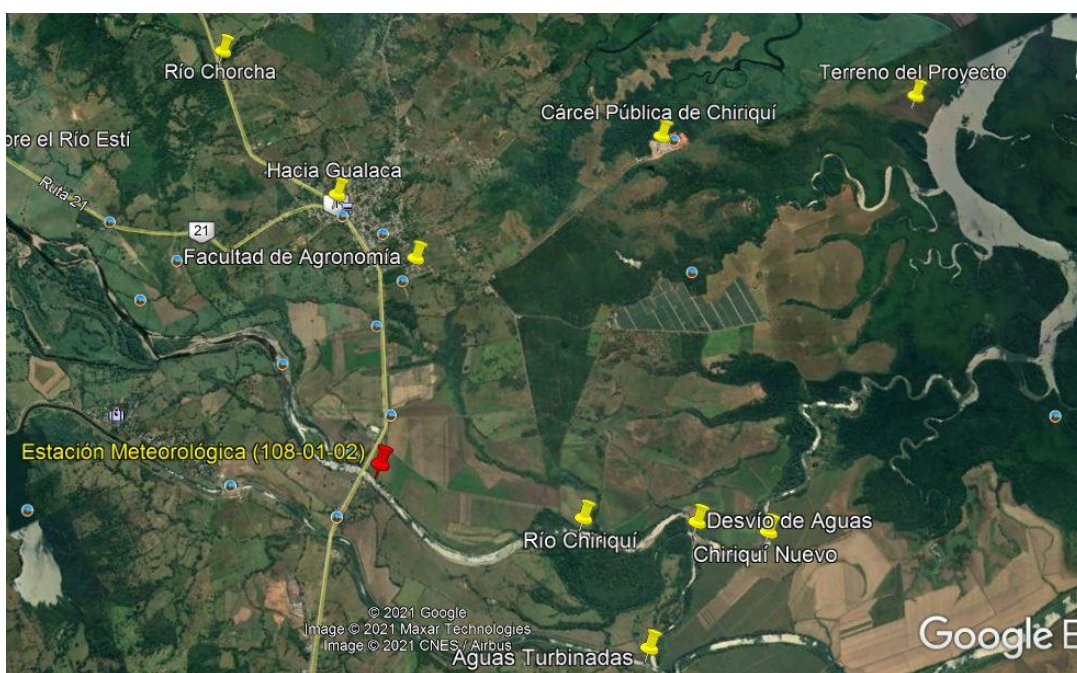 Río Chorcha
Terreno del Proyecto
Cárcel Pública de Chiriquí
bre el Río Estí
Hacia Gualaca
Ruta 21
21
Facultad de Agronomía
Estación Meteorológica (108-01-02)
Río Chiriquí
Desvío de Aguas
Chiriquí Nuevo
© 2021 Google
Image © 2021 Maxar Technologies
Image © 2021 CNES / Airbus
Aguas Turbinadas
Google E